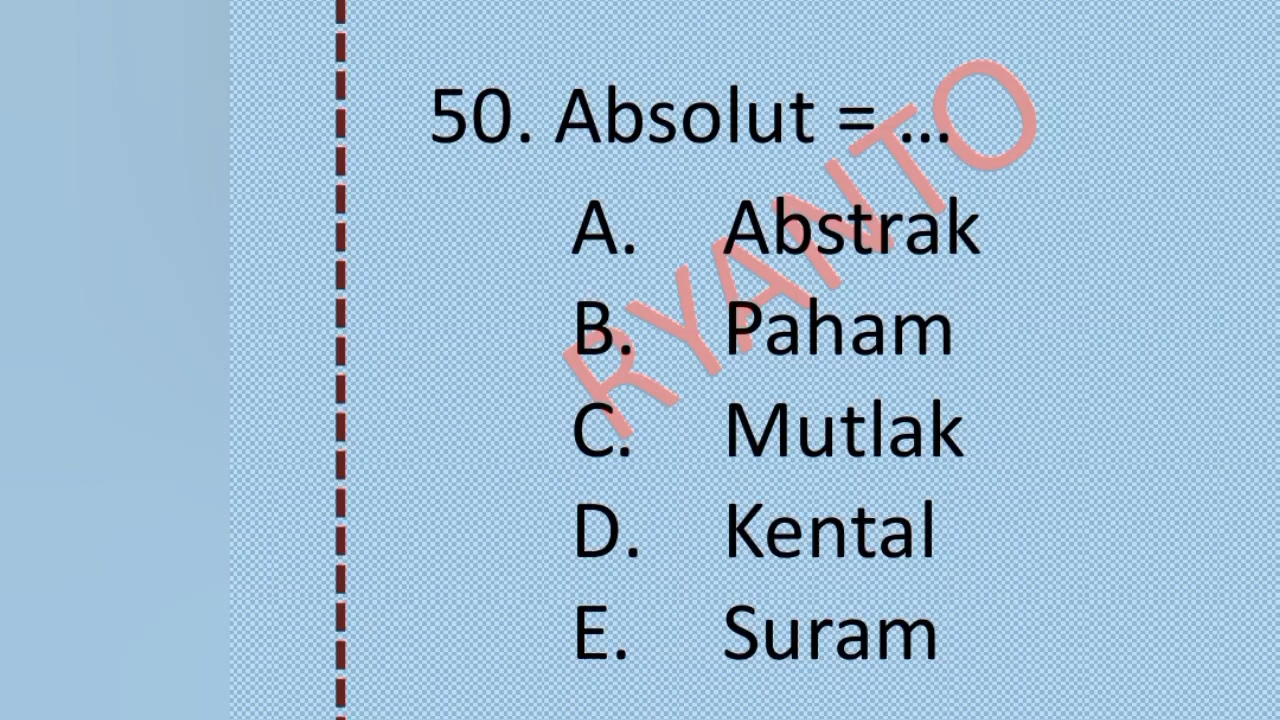 50. Absolut = ...
RYANTO
A. Abstrak
B. Paham
C. Mutlak
D. Kental
E. Suram